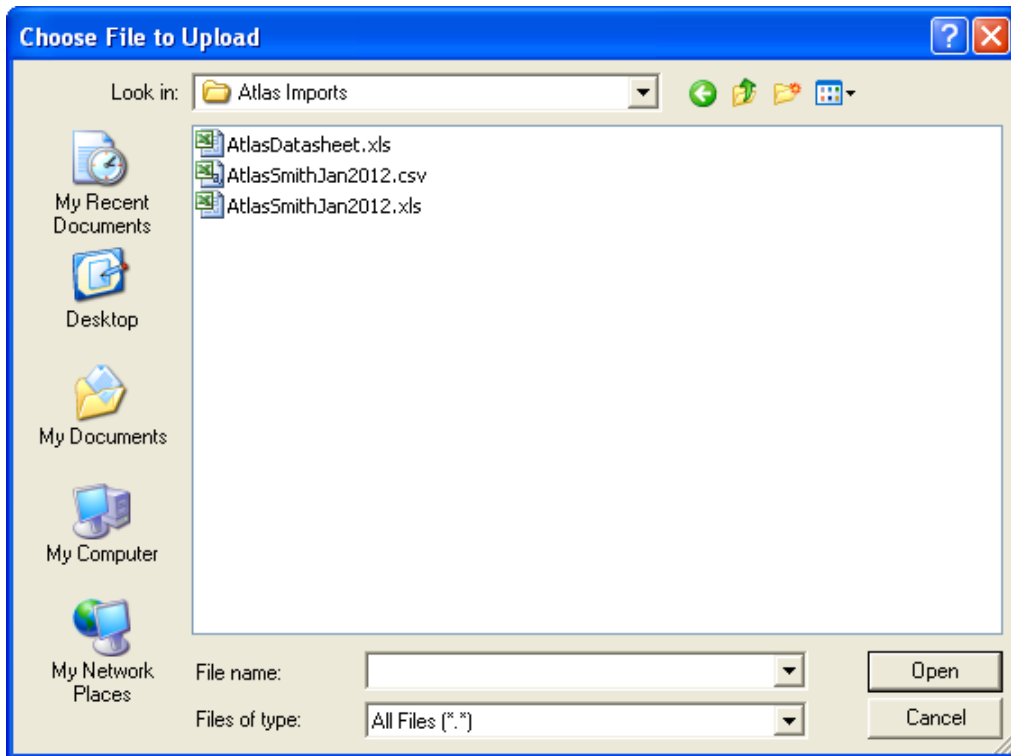 Choose File to Upload
Look in: Atlas Imports
AtlasDatasheet.xls
AtlasSmithJan2012.csv
AtlasSmithJan2012.xls
My Recent
Documents
Desktop
My Documents
My Computer
My Network
Places
File name: Open
Files of type: All Files (*.*) Cancel